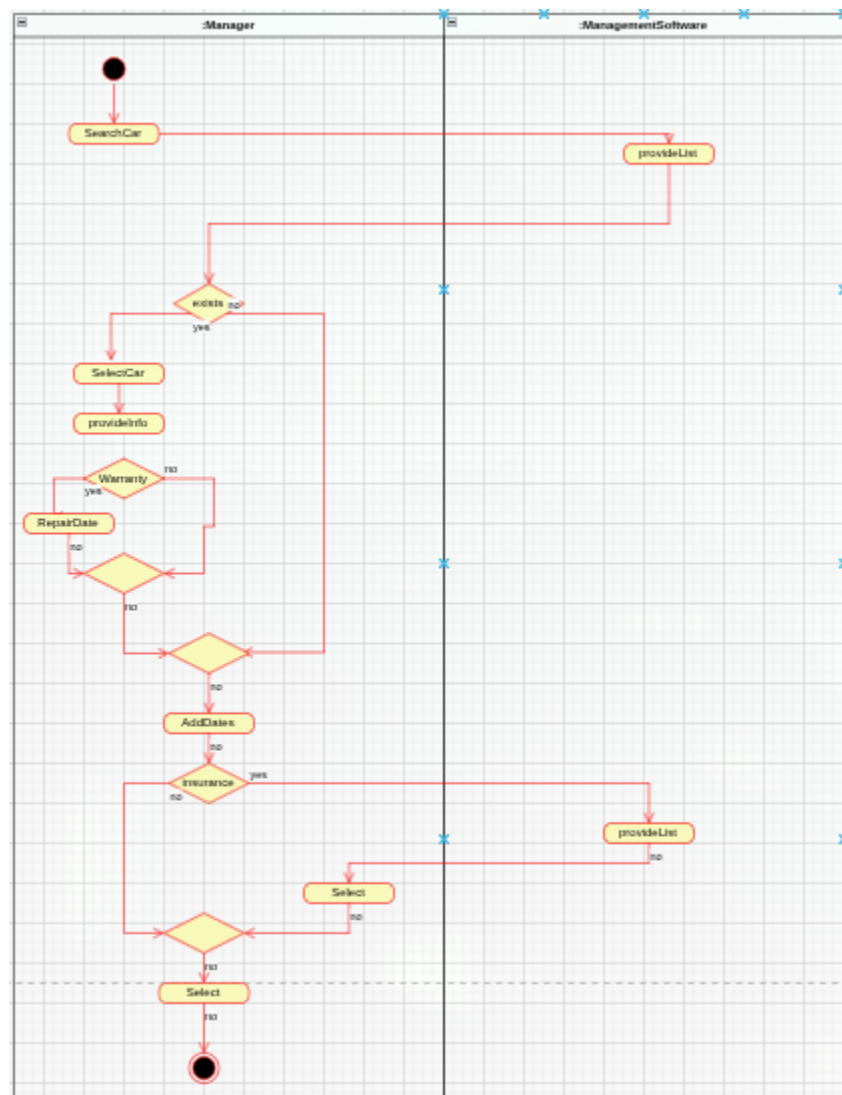 :Manager
:ManagementSoftware
SearchCar
provideList
exists
no
yes
SelectCar
provideInfo
no
Warranty
yes
RepairDate
no
no
no
AddDates
no
yes
insurance
no
provideList
no
Select
no
no
Select
no